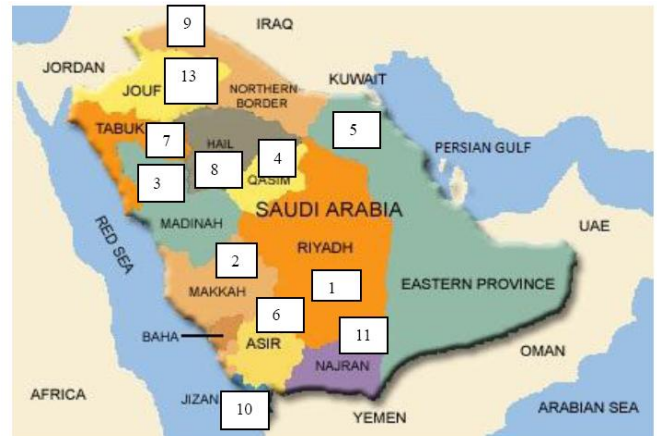 9
IRAQ
JORDAN
13
JOUF
NORTHERN
BORDER
KUWAIT
TABUK
7
HAIL
5
4
PERSIAN GULF
3
8
QASIM
SAUDI ARABIA
RED SEA
MADINAH
UAE
RIYADH
2
MAKKAH
1
EASTERN PROVINCE
6
BAHA
ASIR
11
OMAN
NAJRAN
AFRICA
JIZAN
10
YEMEN
ARABIAN SEA